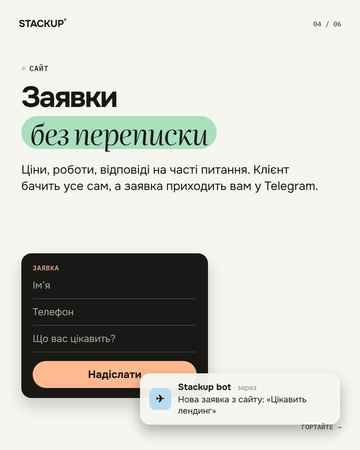 STACKUP®
04 / 06
САЙТ
Заявки
без переписки
Ціни, роботи, відповіді на часті питання. Клієнт
бачить усе сам, а заявка приходить вам у Telegram.
ЗАЯВКА
Ім'я
Телефон
Що вас цікавить?
Надіслати
Stackup bot · зараз
Нова заявка з сайту: «Цікавить
лендинг»
ГОРТАЙТЕ →